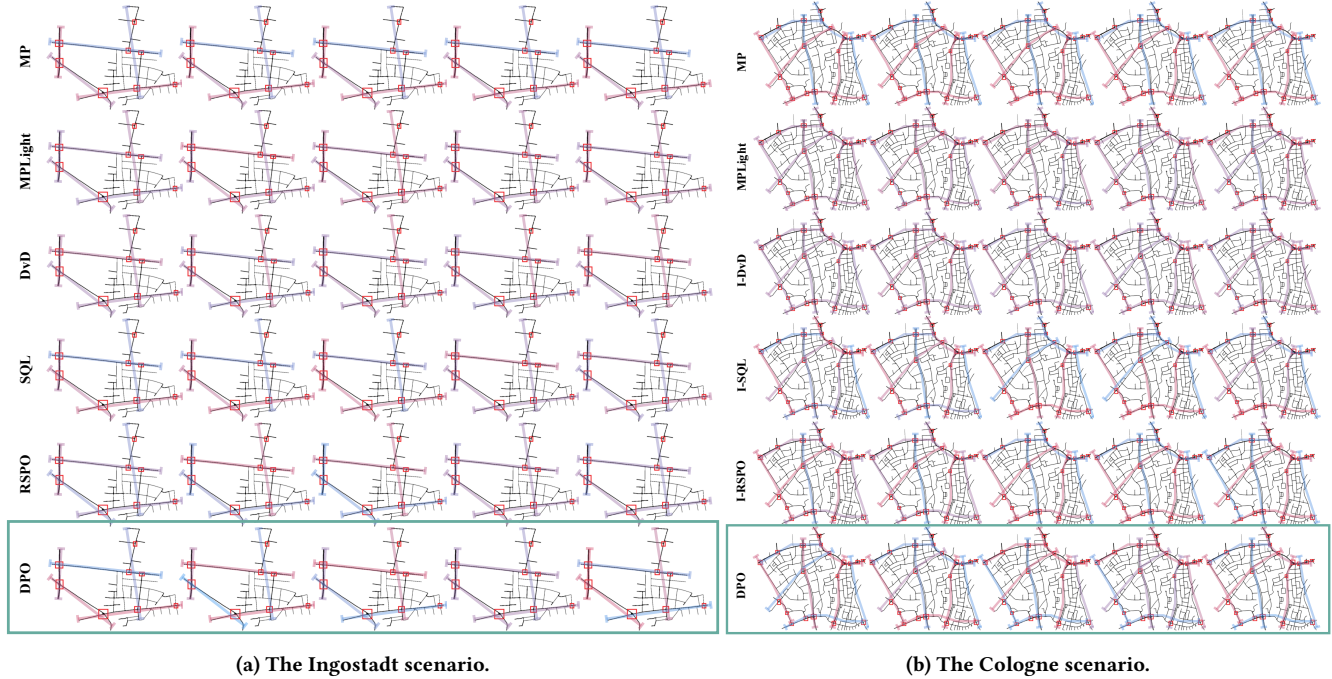 MP
MPLight
DvD
SQL
RSPO
DPO
(a) The Ingostadt scenario.
MP
MPLight
I-DvD
I-SQL
I-RSPO
DPO
(b) The Cologne scenario.